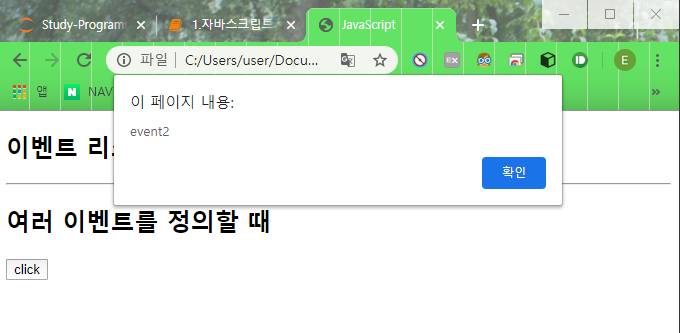 Study-Program
1.자바스크립트
JavaScript
파일 C:/Users/user/Docu...
E
앱
N NAV
이 페이지 내용:
event2
확인
이벤트
여러 이벤트를 정의할 때
click